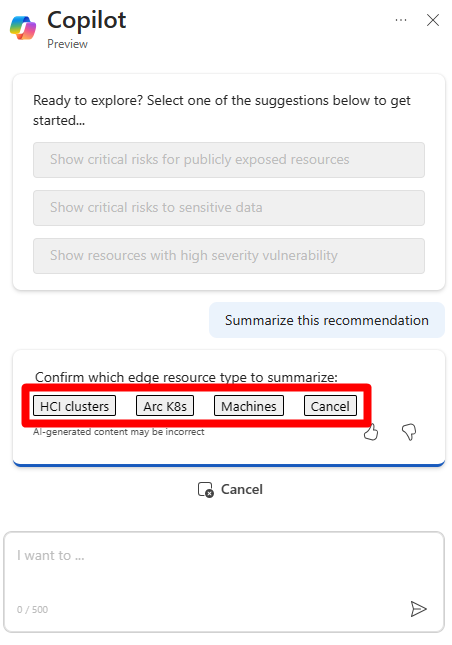 Copilot
Preview
Ready to explore? Select one of the suggestions below to get
started...
Show critical risks for publicly exposed resources
Show critical risks to sensitive data
Show resources with high severity vulnerability
Summarize this recommendation
Confirm which edge resource type to summarize:
HCI clusters Arc K8s Machines Cancel
AI-generated content may be incorrect
Cancel
I want to ...
0 / 500